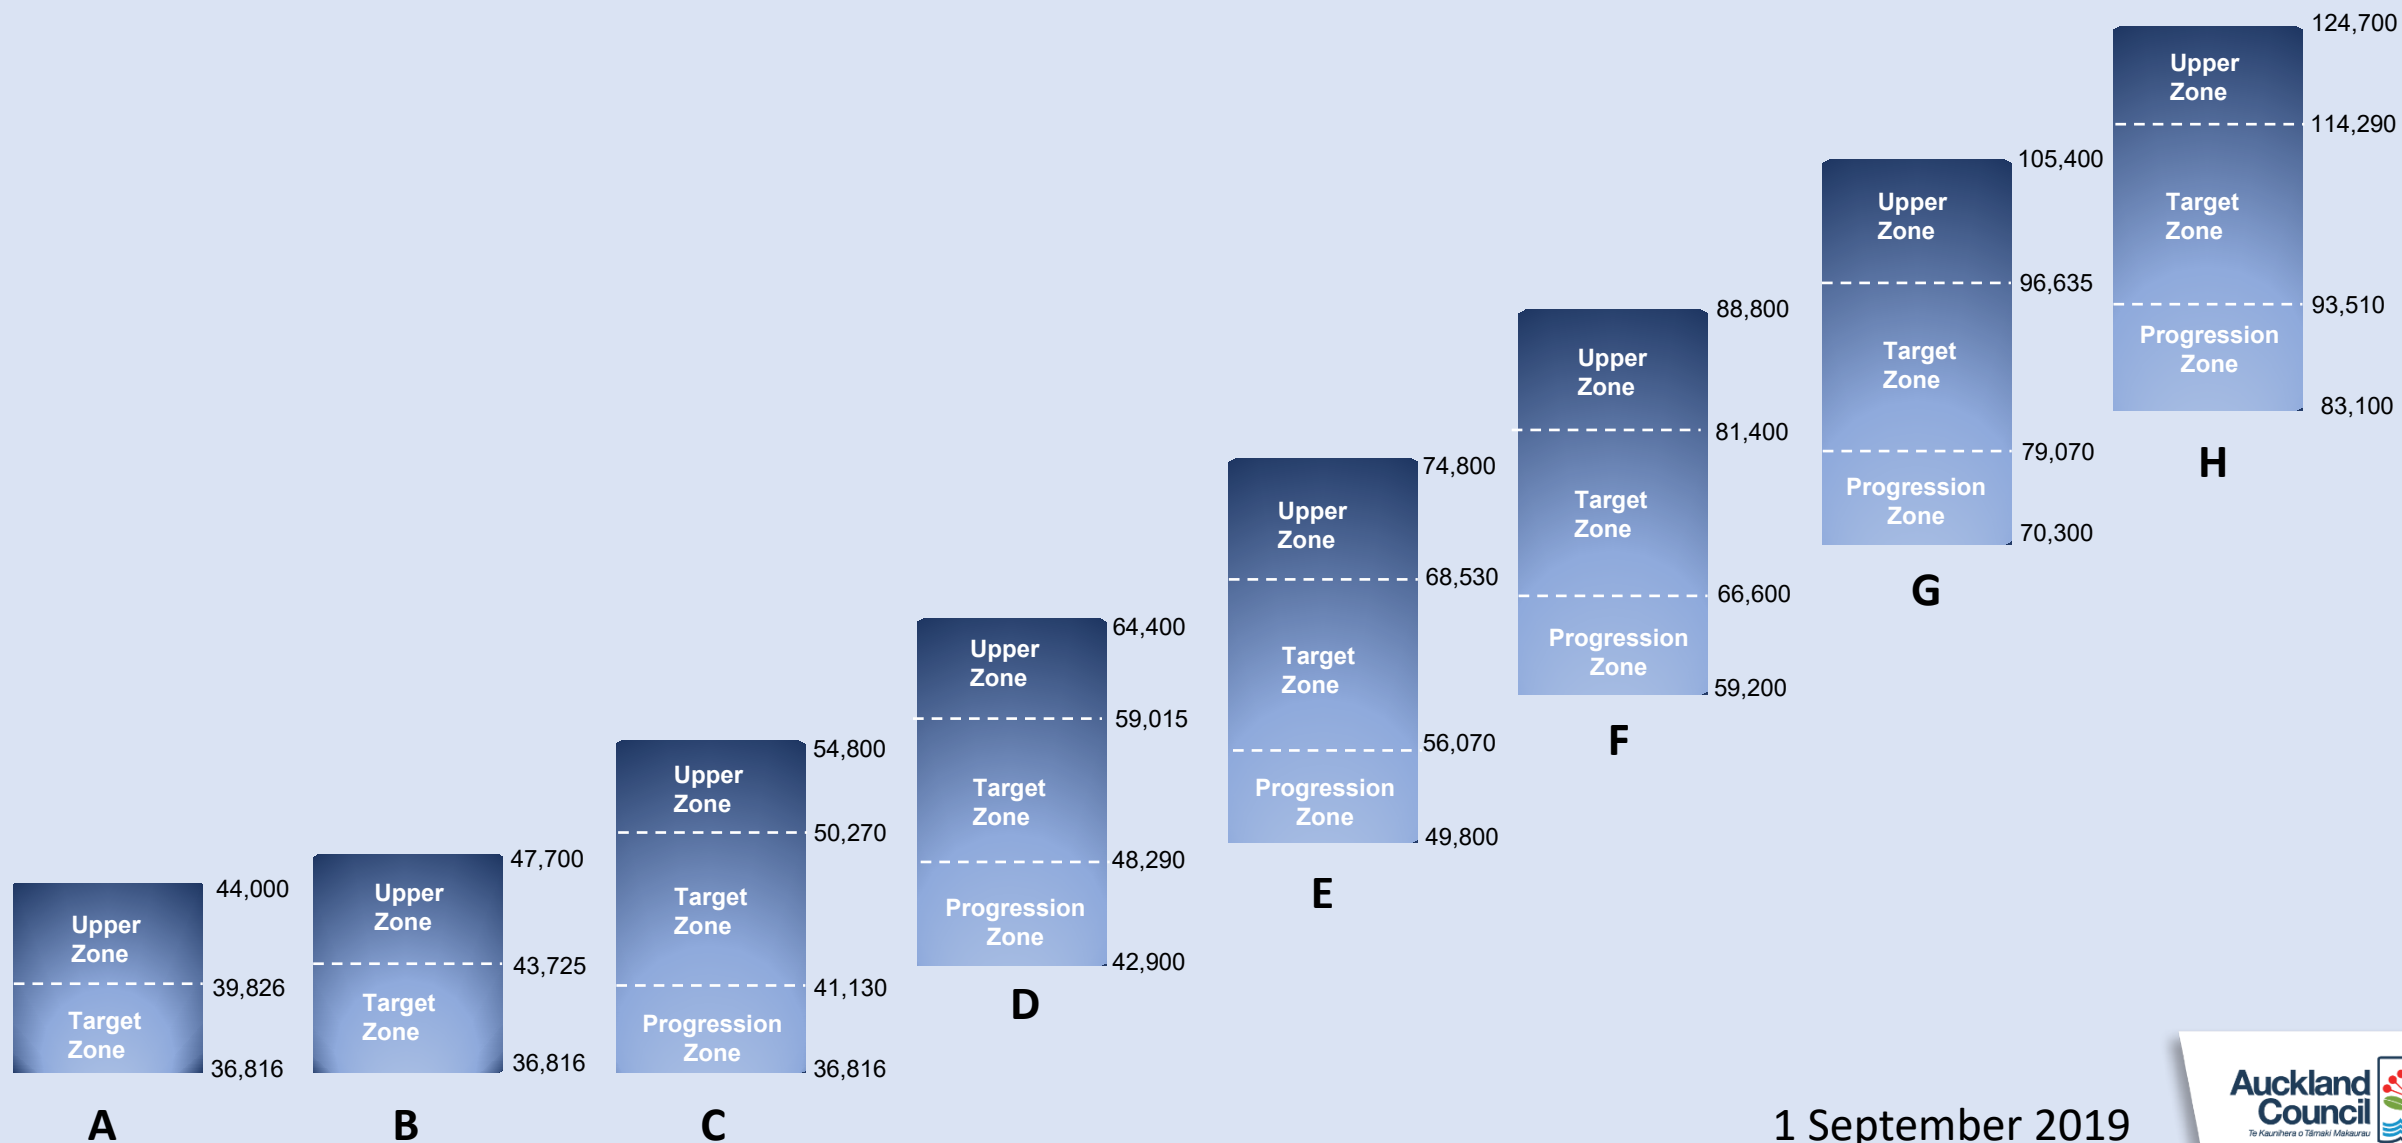 Upper
Zone
Target
Zone
44,000
39,826
36,816
A
Upper
Zone
Target
Zone
47,700
43,725
36,816
B
Upper
Zone
Target
Zone
Progression
Zone
54,800
50,270
41,130
36,816
C
Upper
Zone
Target
Zone
Progression
Zone
64,400
59,015
48,290
42,900
D
Upper
Zone
Target
Zone
Progression
Zone
74,800
68,530
56,070
49,800
E
Upper
Zone
Target
Zone
Progression
Zone
88,800
81,400
66,600
59,200
F
Upper
Zone
Target
Zone
Progression
Zone
105,400
96,635
79,070
70,300
G
Upper
Zone
Target
Zone
Progression
Zone
124,700
114,290
93,510
83,100
H
1 September 2019
Auckland
Council
Te Kaunihera o Tāmaki Makaurau